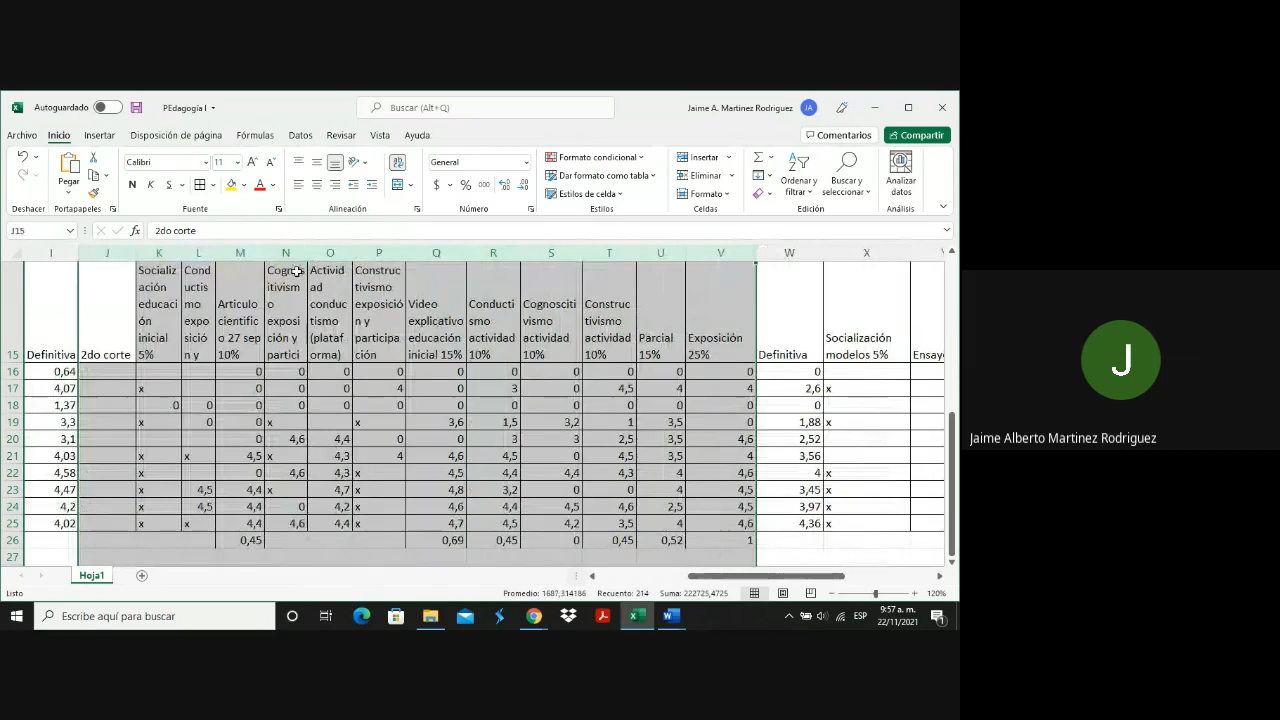 Autoguardado PEdagogía I Buscar (Alt+Q) Jaime A. Martinez Rodriguez JA
Archivo Inicio Insertar Disposición de página Fórmulas Datos Revisar Vista Ayuda Comentarios Compartir
Pegar Calibri 11 General Formato condicional Dar formato como tabla Estilos de celda Insertar Eliminar Formato Ordenar y filtrar Buscar y seleccionar Analizar datos
N K S $ % 000
Deshacer Portapapeles Fuente Alineación Número Estilos Celdas Edición Análisis
J15 fx 2do corte
I J K L M N O P Q R S T U V W X
15 Definitiva 2do corte Socialización educación inicial 5% Conductismo exposición y Articulo cientific o 27 sep 10% Cognositivismo exposición y partici Actividad conductismo (plataforma) Constructivismo exposición y participación Video explicativo educación inicial 15% Conductismo actividad 10% Cognoscitivismo actividad 10% Constructivismo actividad 10% Parcial 15% Exposición 25% Definitiva Socialización modelos 5% Ensayo
16 0,64 0 0 0 0 0 0 0 0 0 0 0
17 4,07 x 0 0 0 4 0 3 0 4,5 4 4 2,6 x
18 1,37 0 0 0 0 0 0 0 0 0 0 0 0 0
19 3,3 x 0 0 x x 3,6 1,5 3,2 1 3,5 0 1,88 x
20 3,1 0 4,6 4,4 0 0 3 3 2,5 3,5 4,6 2,52
21 4,03 x x 4,5 x 4,3 4 4,6 4,5 0 4,5 3,5 4 3,56
22 4,58 x 0 4,6 4,3 x 4,5 4,4 4,4 4,3 4 4,6 4 x
23 4,47 x 4,5 4,4 x 4,7 x 4,8 3,2 0 0 4 4,5 3,45 x
24 4,2 x 4,5 4,4 0 4,2 x 4,6 4,4 0 4,6 2,5 4,5 3,97 x
25 4,02 x x 4,4 4,6 4,4 x 4,7 4,5 4,2 3,5 4 4,6 4,36 x
26 0,45 0,69 0,45 0 0,45 0,52 1
27
Hoja1
Listo Promedio: 1687,314186 Recuento: 214 Suma: 222725,4725 120%
Escribe aquí para buscar ESP 9:57 a. m. 22/11/2021
J
Jaime Alberto Martinez Rodriguez